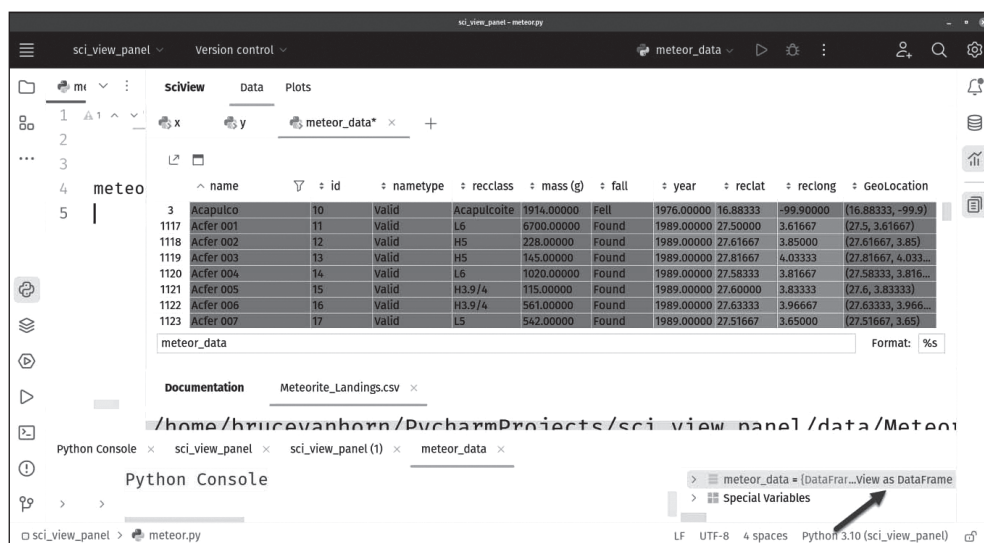 sci_view_panel – meteor.py
sci_view_panel Version control meteor_data
me SciView Data Plots
1 1 x y meteor_data*
2
3
4 meteo
5
name id nametype recclass mass (g) fall year reclat reclong GeoLocation
3 Acapulco 10 Valid Acapulcoite 1914.00000 Fell 1976.00000 16.88333 -99.90000 (16.88333, -99.9)
1117 Acfer 001 11 Valid L6 6700.00000 Found 1989.00000 27.50000 3.61667 (27.5, 3.61667)
1118 Acfer 002 12 Valid H5 228.00000 Found 1989.00000 27.61667 3.85000 (27.61667, 3.85)
1119 Acfer 003 13 Valid H5 145.00000 Found 1989.00000 27.81667 4.03333 (27.81667, 4.033...
1120 Acfer 004 14 Valid L6 1020.00000 Found 1989.00000 27.58333 3.81667 (27.58333, 3.816...
1121 Acfer 005 15 Valid H3.9/4 115.00000 Found 1989.00000 27.60000 3.83333 (27.6, 3.83333)
1122 Acfer 006 16 Valid H3.9/4 561.00000 Found 1989.00000 27.63333 3.96667 (27.63333, 3.966...
1123 Acfer 007 17 Valid L5 542.00000 Found 1989.00000 27.51667 3.65000 (27.51667, 3.65)
meteor_data Format: %s
Documentation Meteorite_Landings.csv
/home/brucevanhorn/PycharmProjects/sci_view_panel/data/Meteor
Python Console sci_view_panel sci_view_panel (1) meteor_data
Python Console
meteor_data = {DataFrar...View as DataFrame
Special Variables
sci_view_panel > meteor.py LF UTF-8 4 spaces Python 3.10 (sci_view_panel)